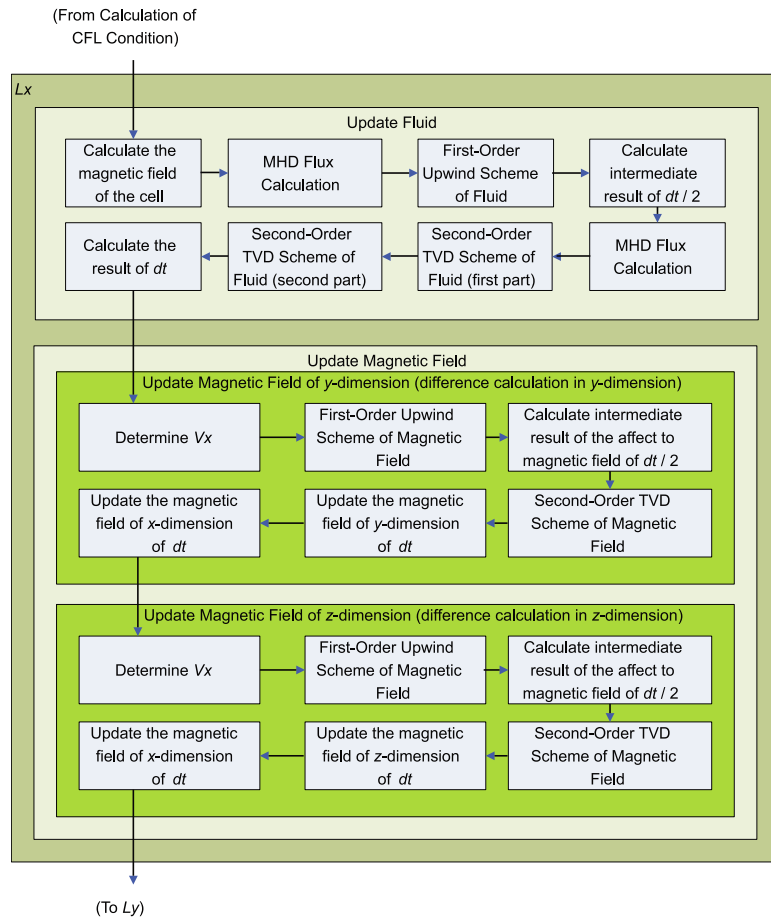 (From Calculation of
CFL Condition)
Lx
Update Fluid
Calculate the
magnetic field
of the cell
MHD Flux
Calculation
First-Order
Upwind Scheme
of Fluid
Calculate
intermediate
result of dt / 2
Calculate the
result of dt
Second-Order
TVD Scheme of
Fluid (second part)
Second-Order
TVD Scheme of
Fluid (first part)
MHD Flux
Calculation
Update Magnetic Field
Update Magnetic Field of y-dimension (difference calculation in y-dimension)
Determine Vx
First-Order Upwind
Scheme of Magnetic
Field
Calculate intermediate
result of the affect to
magnetic field of dt / 2
Update the magnetic
field of x-dimension
of dt
Update the magnetic
field of y-dimension
of dt
Second-Order TVD
Scheme of Magnetic
Field
Update Magnetic Field of z-dimension (difference calculation in z-dimension)
Determine Vx
First-Order Upwind
Scheme of Magnetic
Field
Calculate intermediate
result of the affect to
magnetic field of dt / 2
Update the magnetic
field of x-dimension
of dt
Update the magnetic
field of z-dimension
of dt
Second-Order TVD
Scheme of Magnetic
Field
(To Ly)